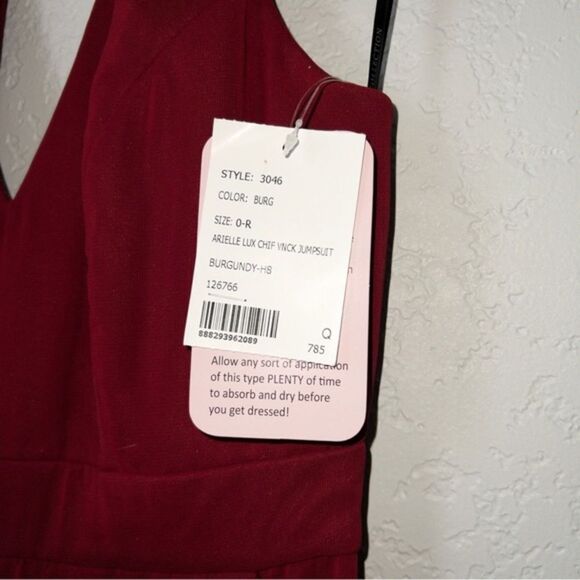 LLECTION
STYLE: 3046
COLOR: BURG
SIZE: 0-R
ARIELLE LUX CHIF VNCK JUMPSUIT
BURGUNDY-HB
126766
888293962089
Q
785
Allow any sort of application
of this type PLENTY of time
to absorb and dry before
you get dressed!